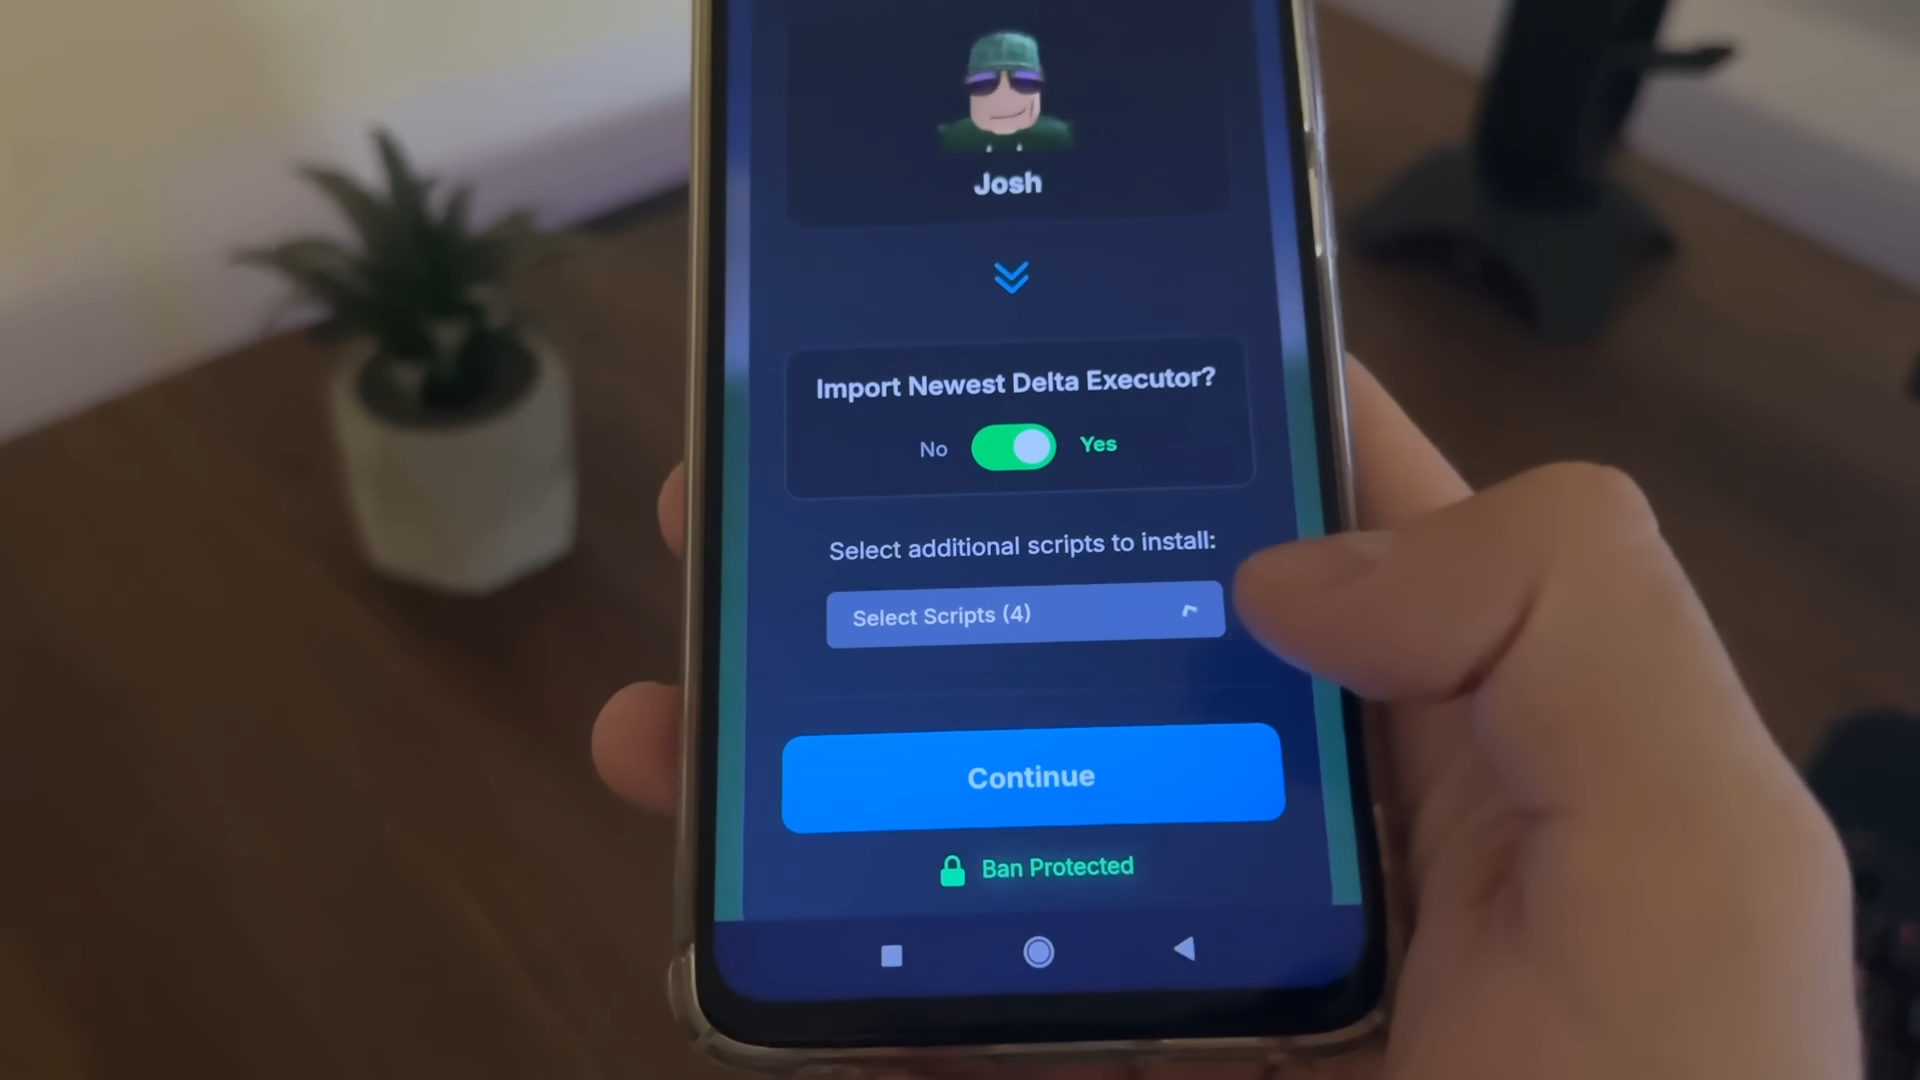 Josh
Import Newest Delta Executor?
No
Yes
Select additional scripts to install:
Select Scripts (4)
Continue
Ban Protected